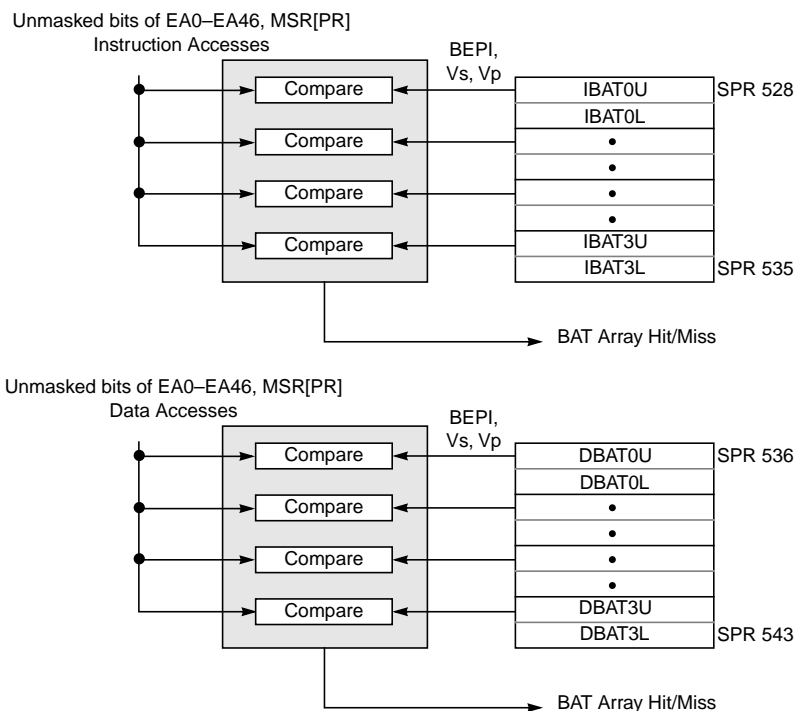 Unmasked bits of EA0–EA46, MSR[PR]
Instruction Accesses
BEPI,
Vs, Vp
Compare
IBAT0U
SPR 528
IBAT0L
Compare
•
•
Compare
•
•
Compare
IBAT3U
IBAT3L
SPR 535
BAT Array Hit/Miss
Unmasked bits of EA0–EA46, MSR[PR]
Data Accesses
BEPI,
Vs, Vp
Compare
DBAT0U
SPR 536
DBAT0L
Compare
•
•
Compare
•
•
Compare
DBAT3U
DBAT3L
SPR 543
BAT Array Hit/Miss